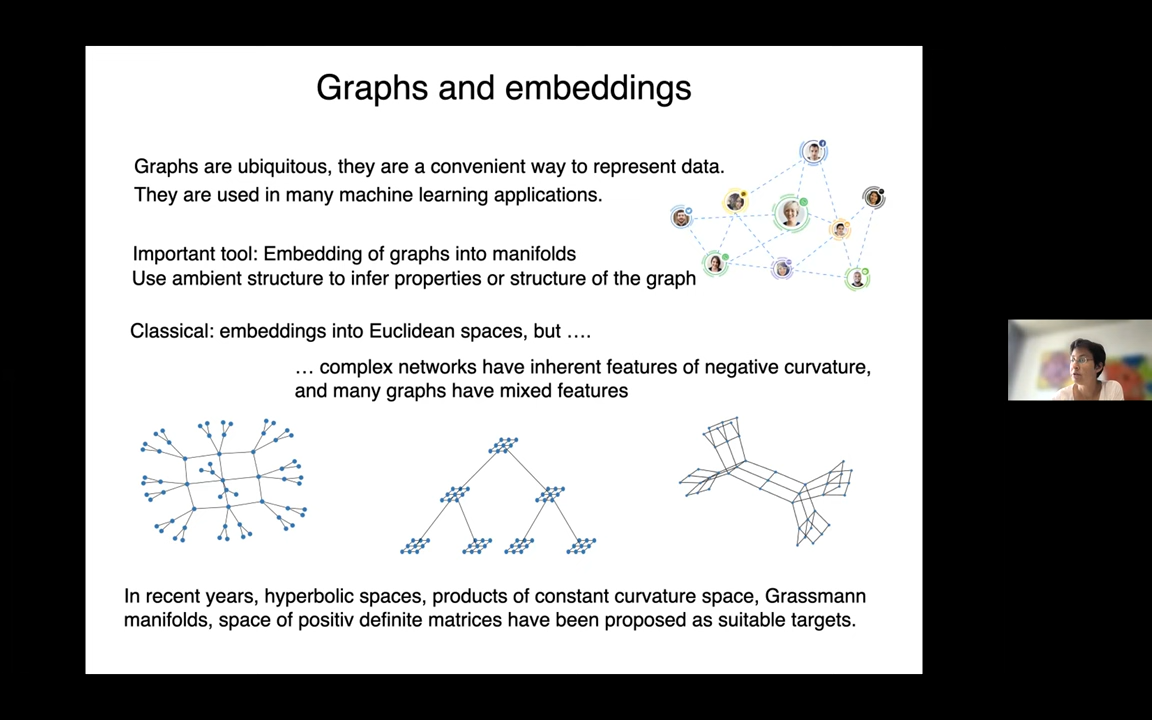 Graphs and embeddings
Graphs are ubiquitous, they are a convenient way to represent data.
They are used in many machine learning applications.
Important tool: Embedding of graphs into manifolds
Use ambient structure to infer properties or structure of the graph
Classical: embeddings into Euclidean spaces, but ….
… complex networks have inherent features of negative curvature,
and many graphs have mixed features
In recent years, hyperbolic spaces, products of constant curvature space, Grassmann
manifolds, space of positiv definite matrices have been proposed as suitable targets.